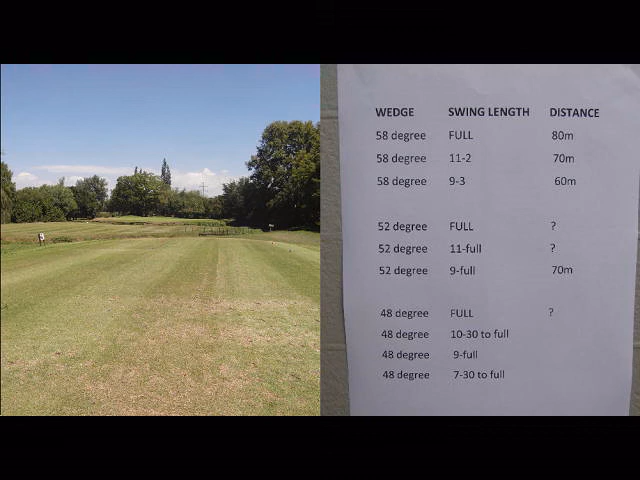 WEDGE SWING LENGTH DISTANCE
58 degree FULL 80m
58 degree 11-2 70m
58 degree 9-3 60m
52 degree FULL ?
52 degree 11-full ?
52 degree 9-full 70m
48 degree FULL ?
48 degree 10-30 to full
48 degree 9-full
48 degree 7-30 to full